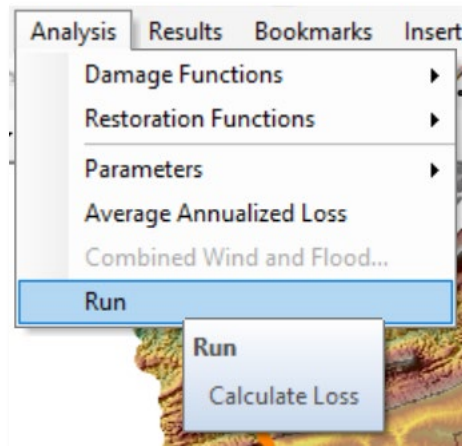 Analysis Results Bookmarks Insert
Damage Functions
Restoration Functions
Parameters
Average Annualized Loss
Combined Wind and Flood...
Run
Run
Calculate Loss